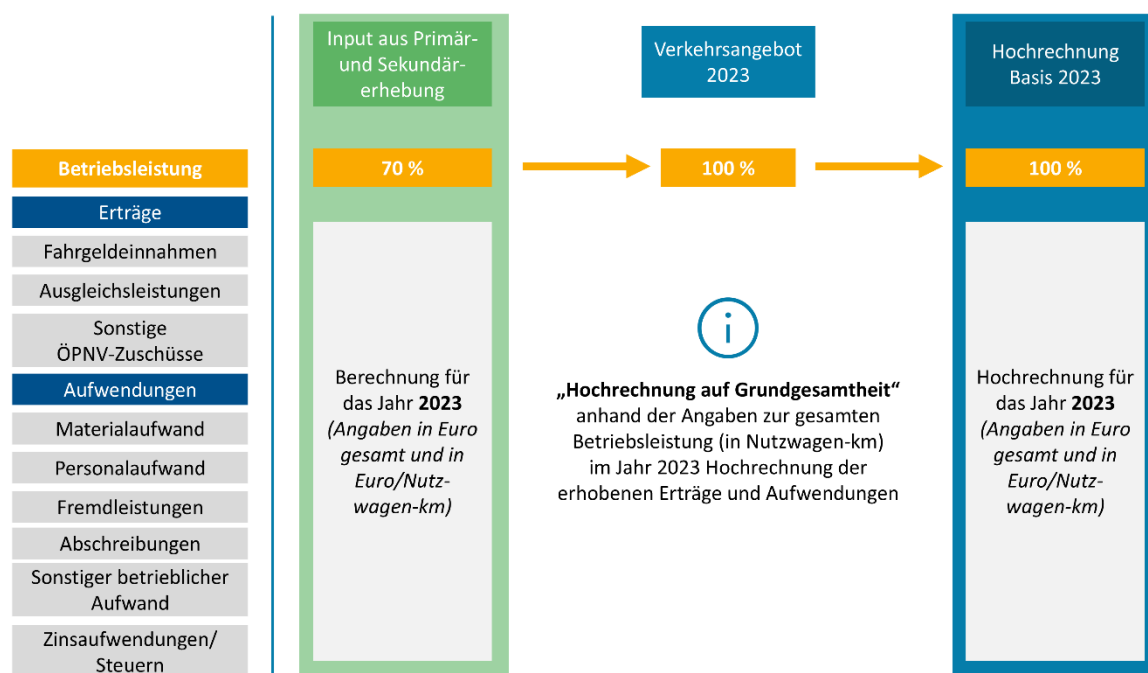 Input aus Primär-
und Sekundär-
erhebung
Verkehrsangebot
2023
Hochrechnung
Basis 2023
Betriebsleistung
70 %
100 %
100 %
Erträge
Fahrgeldeinnahmen
Ausgleichsleistungen
Sonstige
ÖPNV-Zuschüsse
Aufwendungen
Materialaufwand
Personalaufwand
Fremdleistungen
Abschreibungen
Sonstiger betrieblicher
Aufwand
Zinsaufwendungen/
Steuern
Berechnung für
das Jahr 2023
(Angaben in Euro
gesamt und in
Euro/Nutz-
wagen-km)
i
„Hochrechnung auf Grundgesamtheit“
anhand der Angaben zur gesamten
Betriebsleistung (in Nutzwagen-km)
im Jahr 2023 Hochrechnung der
erhobenen Erträge und Aufwendungen
Hochrechnung für
das Jahr 2023
(Angaben in Euro
gesamt und in
Euro/Nutz-
wagen-km)